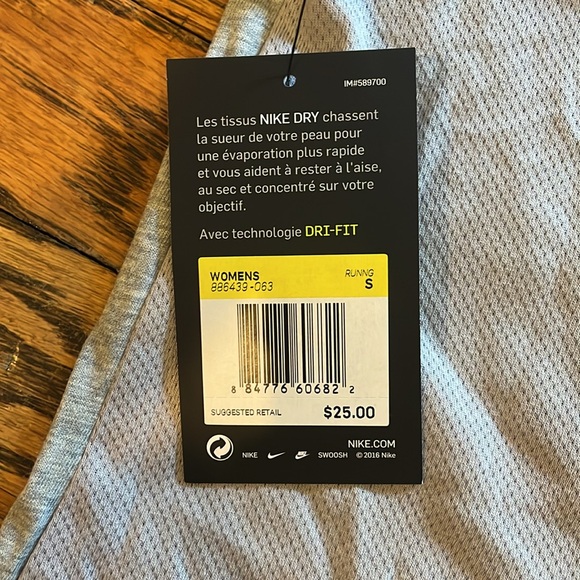 IM#589700
Les tissus NIKE DRY chassent
la sueur de votre peau pour
une évaporation plus rapide
et vous aident à rester à l'aise,
au sec et concentré sur votre
objectif.
Avec technologie DRI-FIT
WOMENS RUNNG
886439-063 S
8 84776 60682 2
SUGGESTED RETAIL $25.00
NIKE.COM
NIKE SWOOSH © 2016 Nike